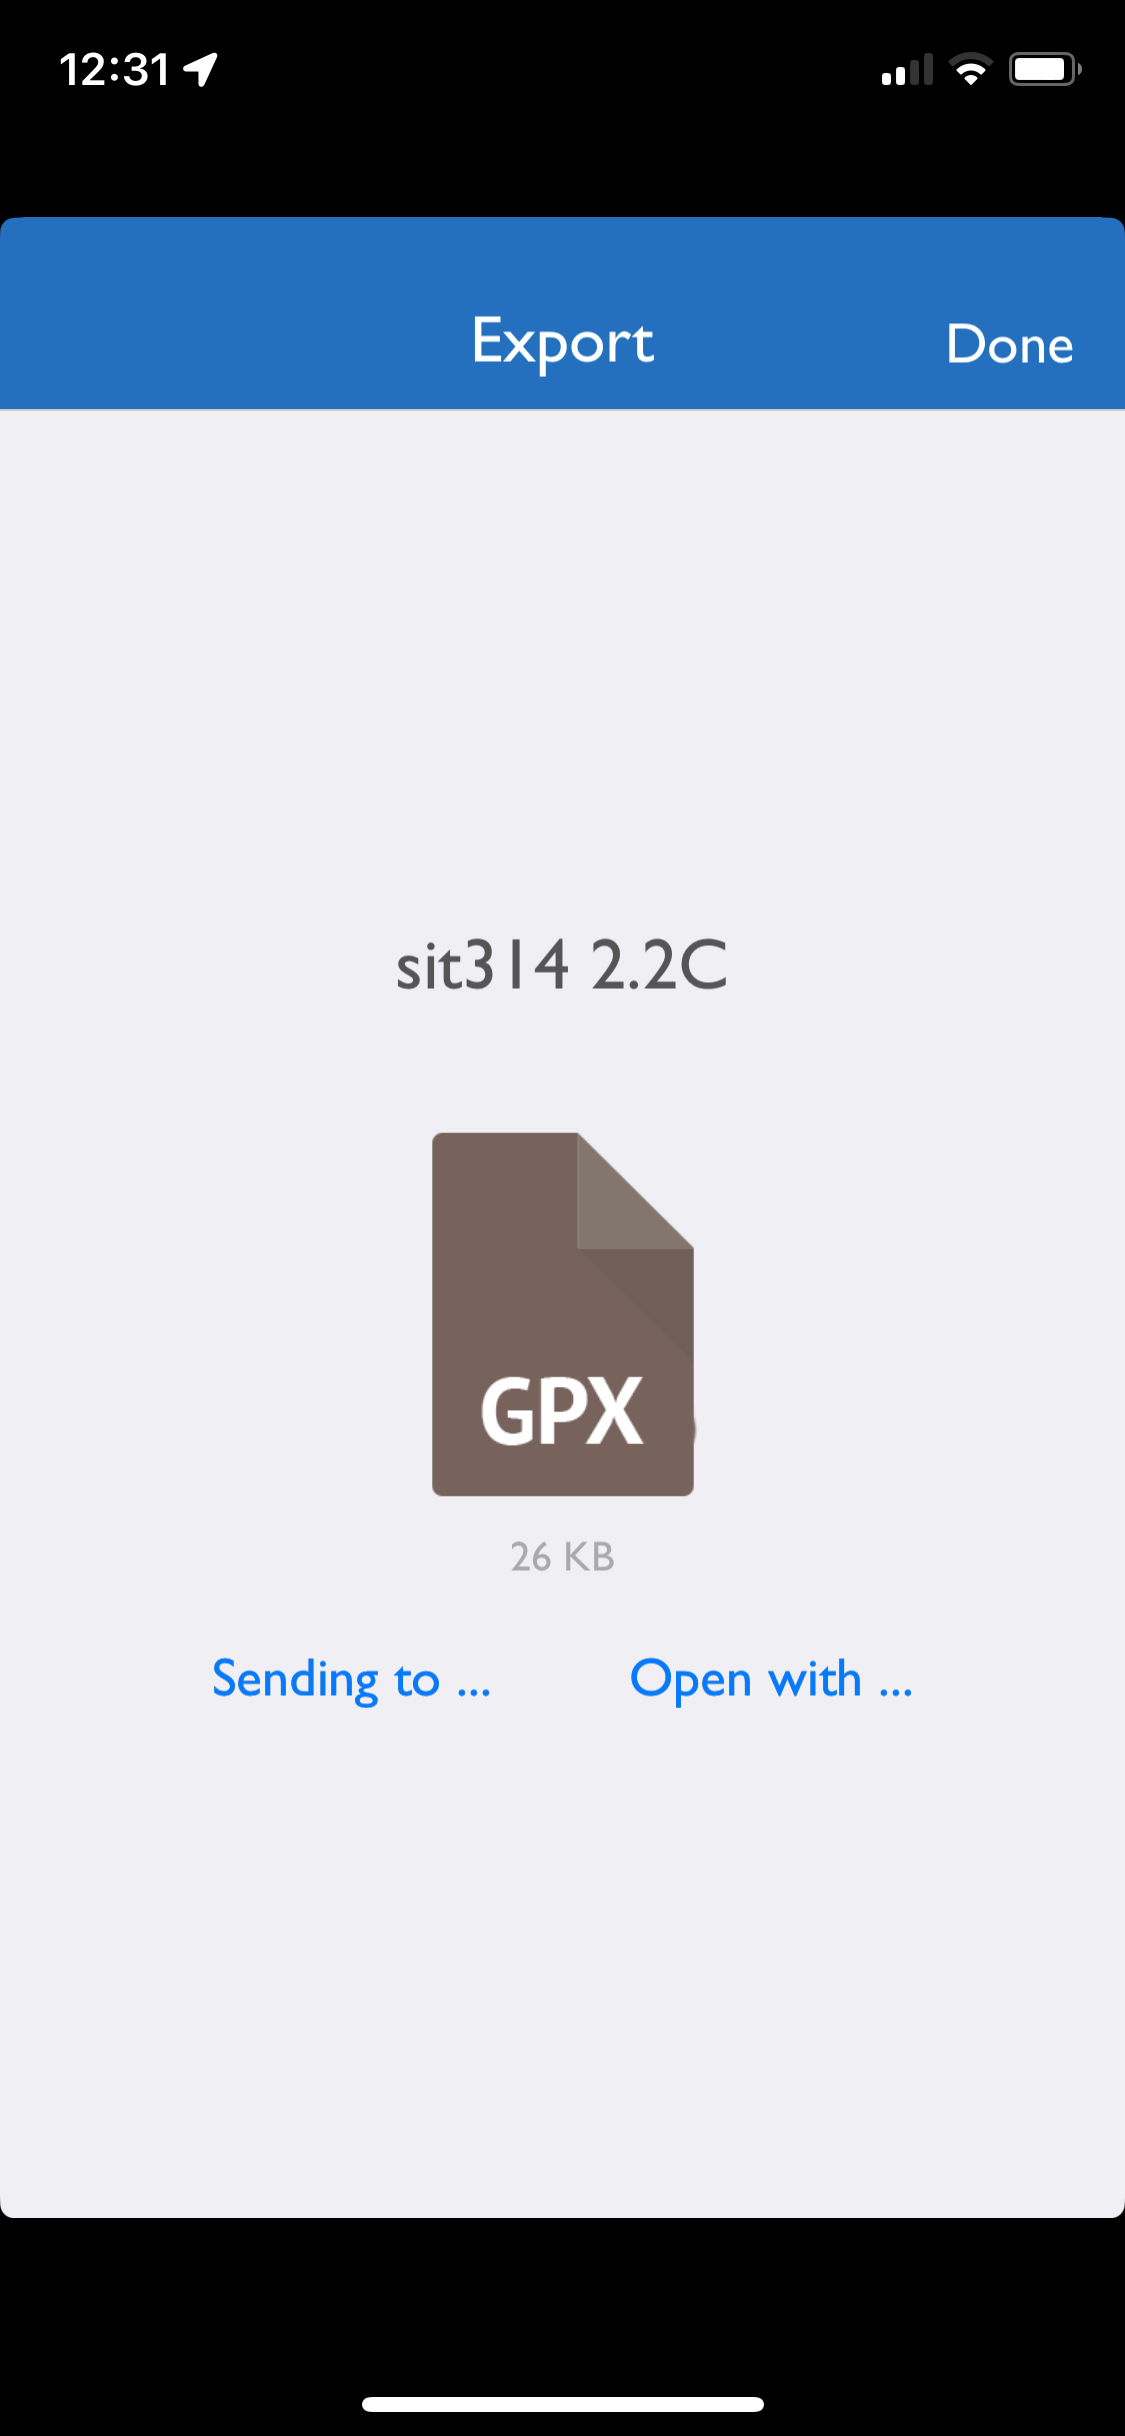 12:31
Export
Done
sit314 2.2C
GPX
26 KB
Sending to ...
Open with ...